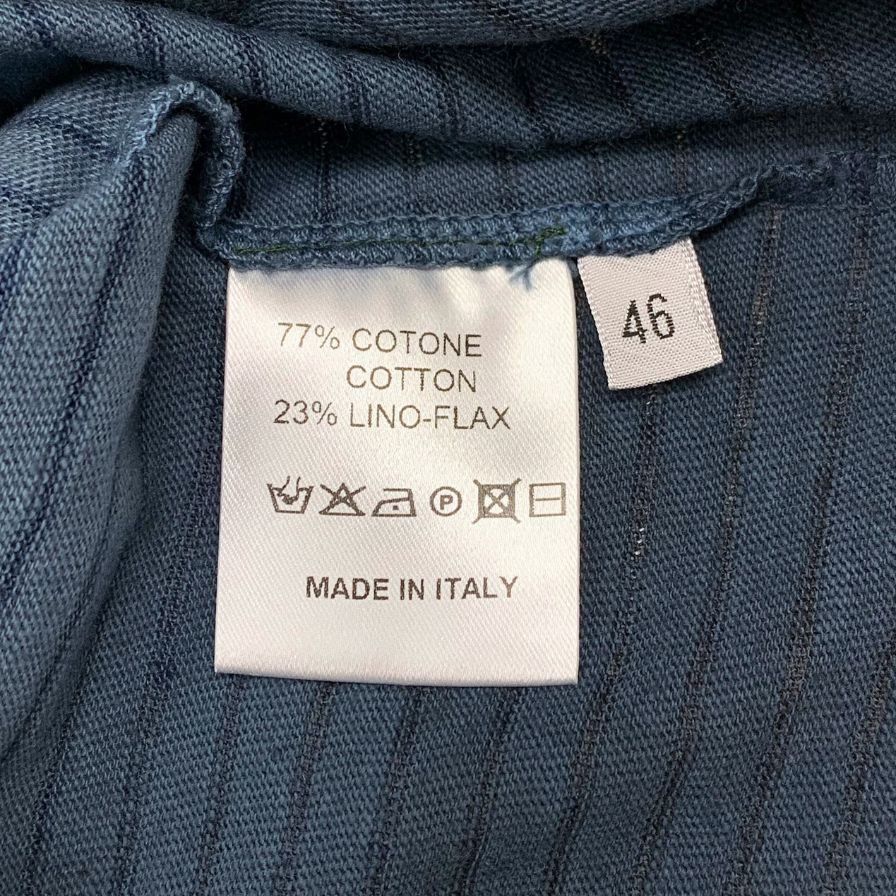 77% COTONE
COTTON
23% LINO-FLAX
P
MADE IN ITALY
46